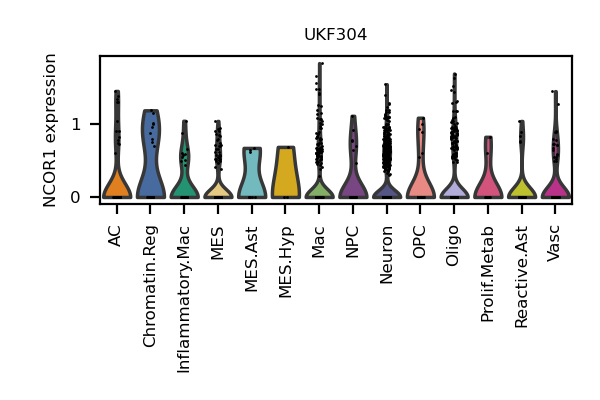 UKF304
NCOR1 expression
1
0
AC
Chromatin.Reg
Inflammatory.Mac
MES
MES.Ast
MES.Hyp
Mac
NPC
Neuron
OPC
Oligo
Prolif.Metab
Reactive.Ast
Vasc